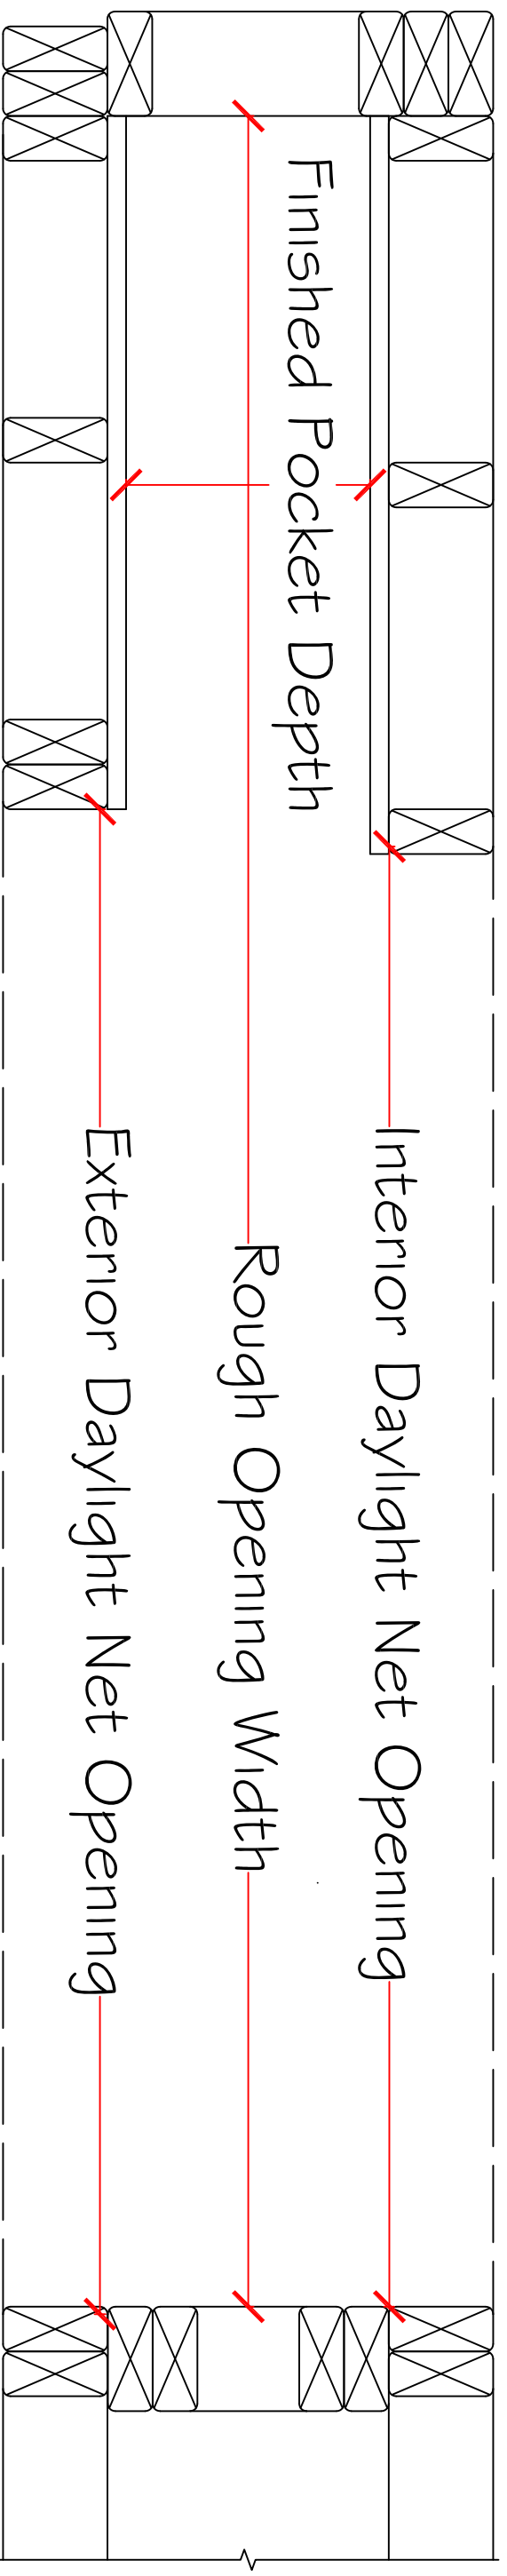 Finished Pocket Depth
Interior Daylight Net Opening
Rough Opening Width
Exterior Daylight Net Opening